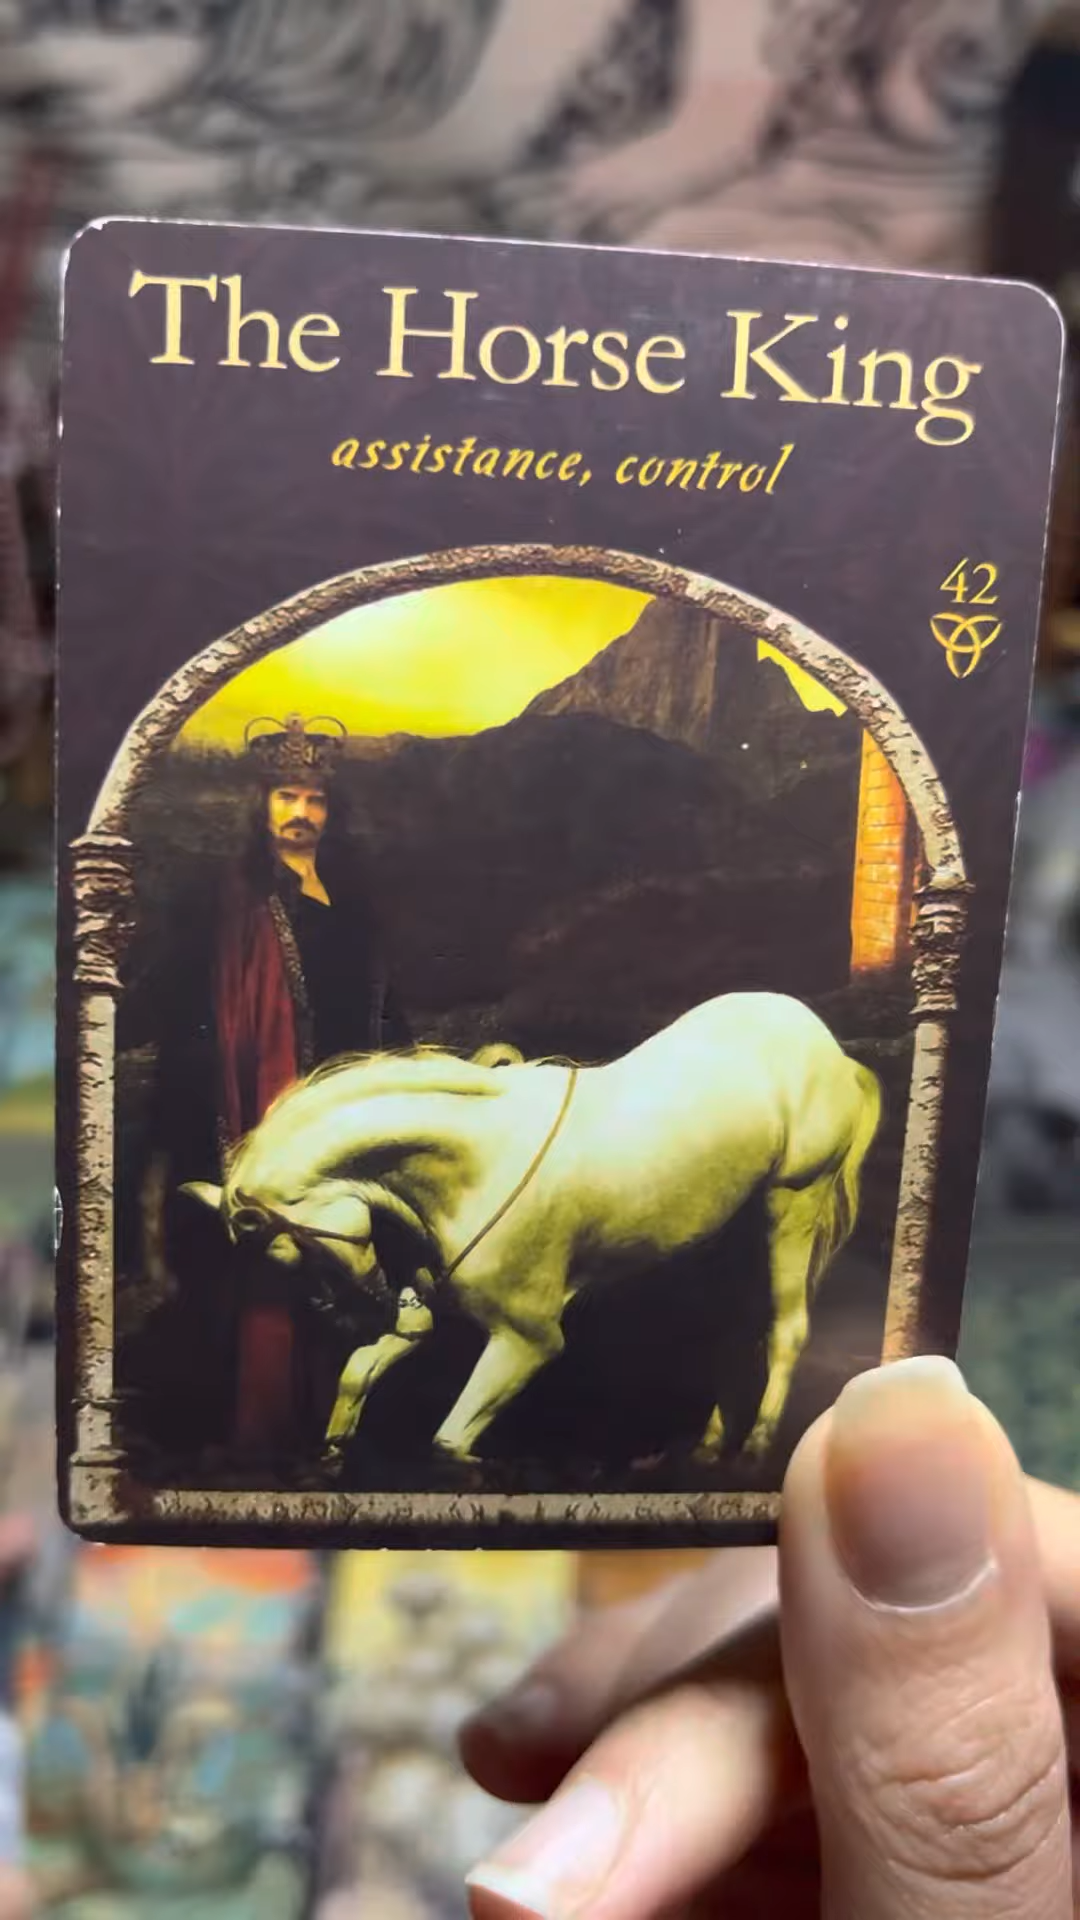 The Horse King
assistance, control
42